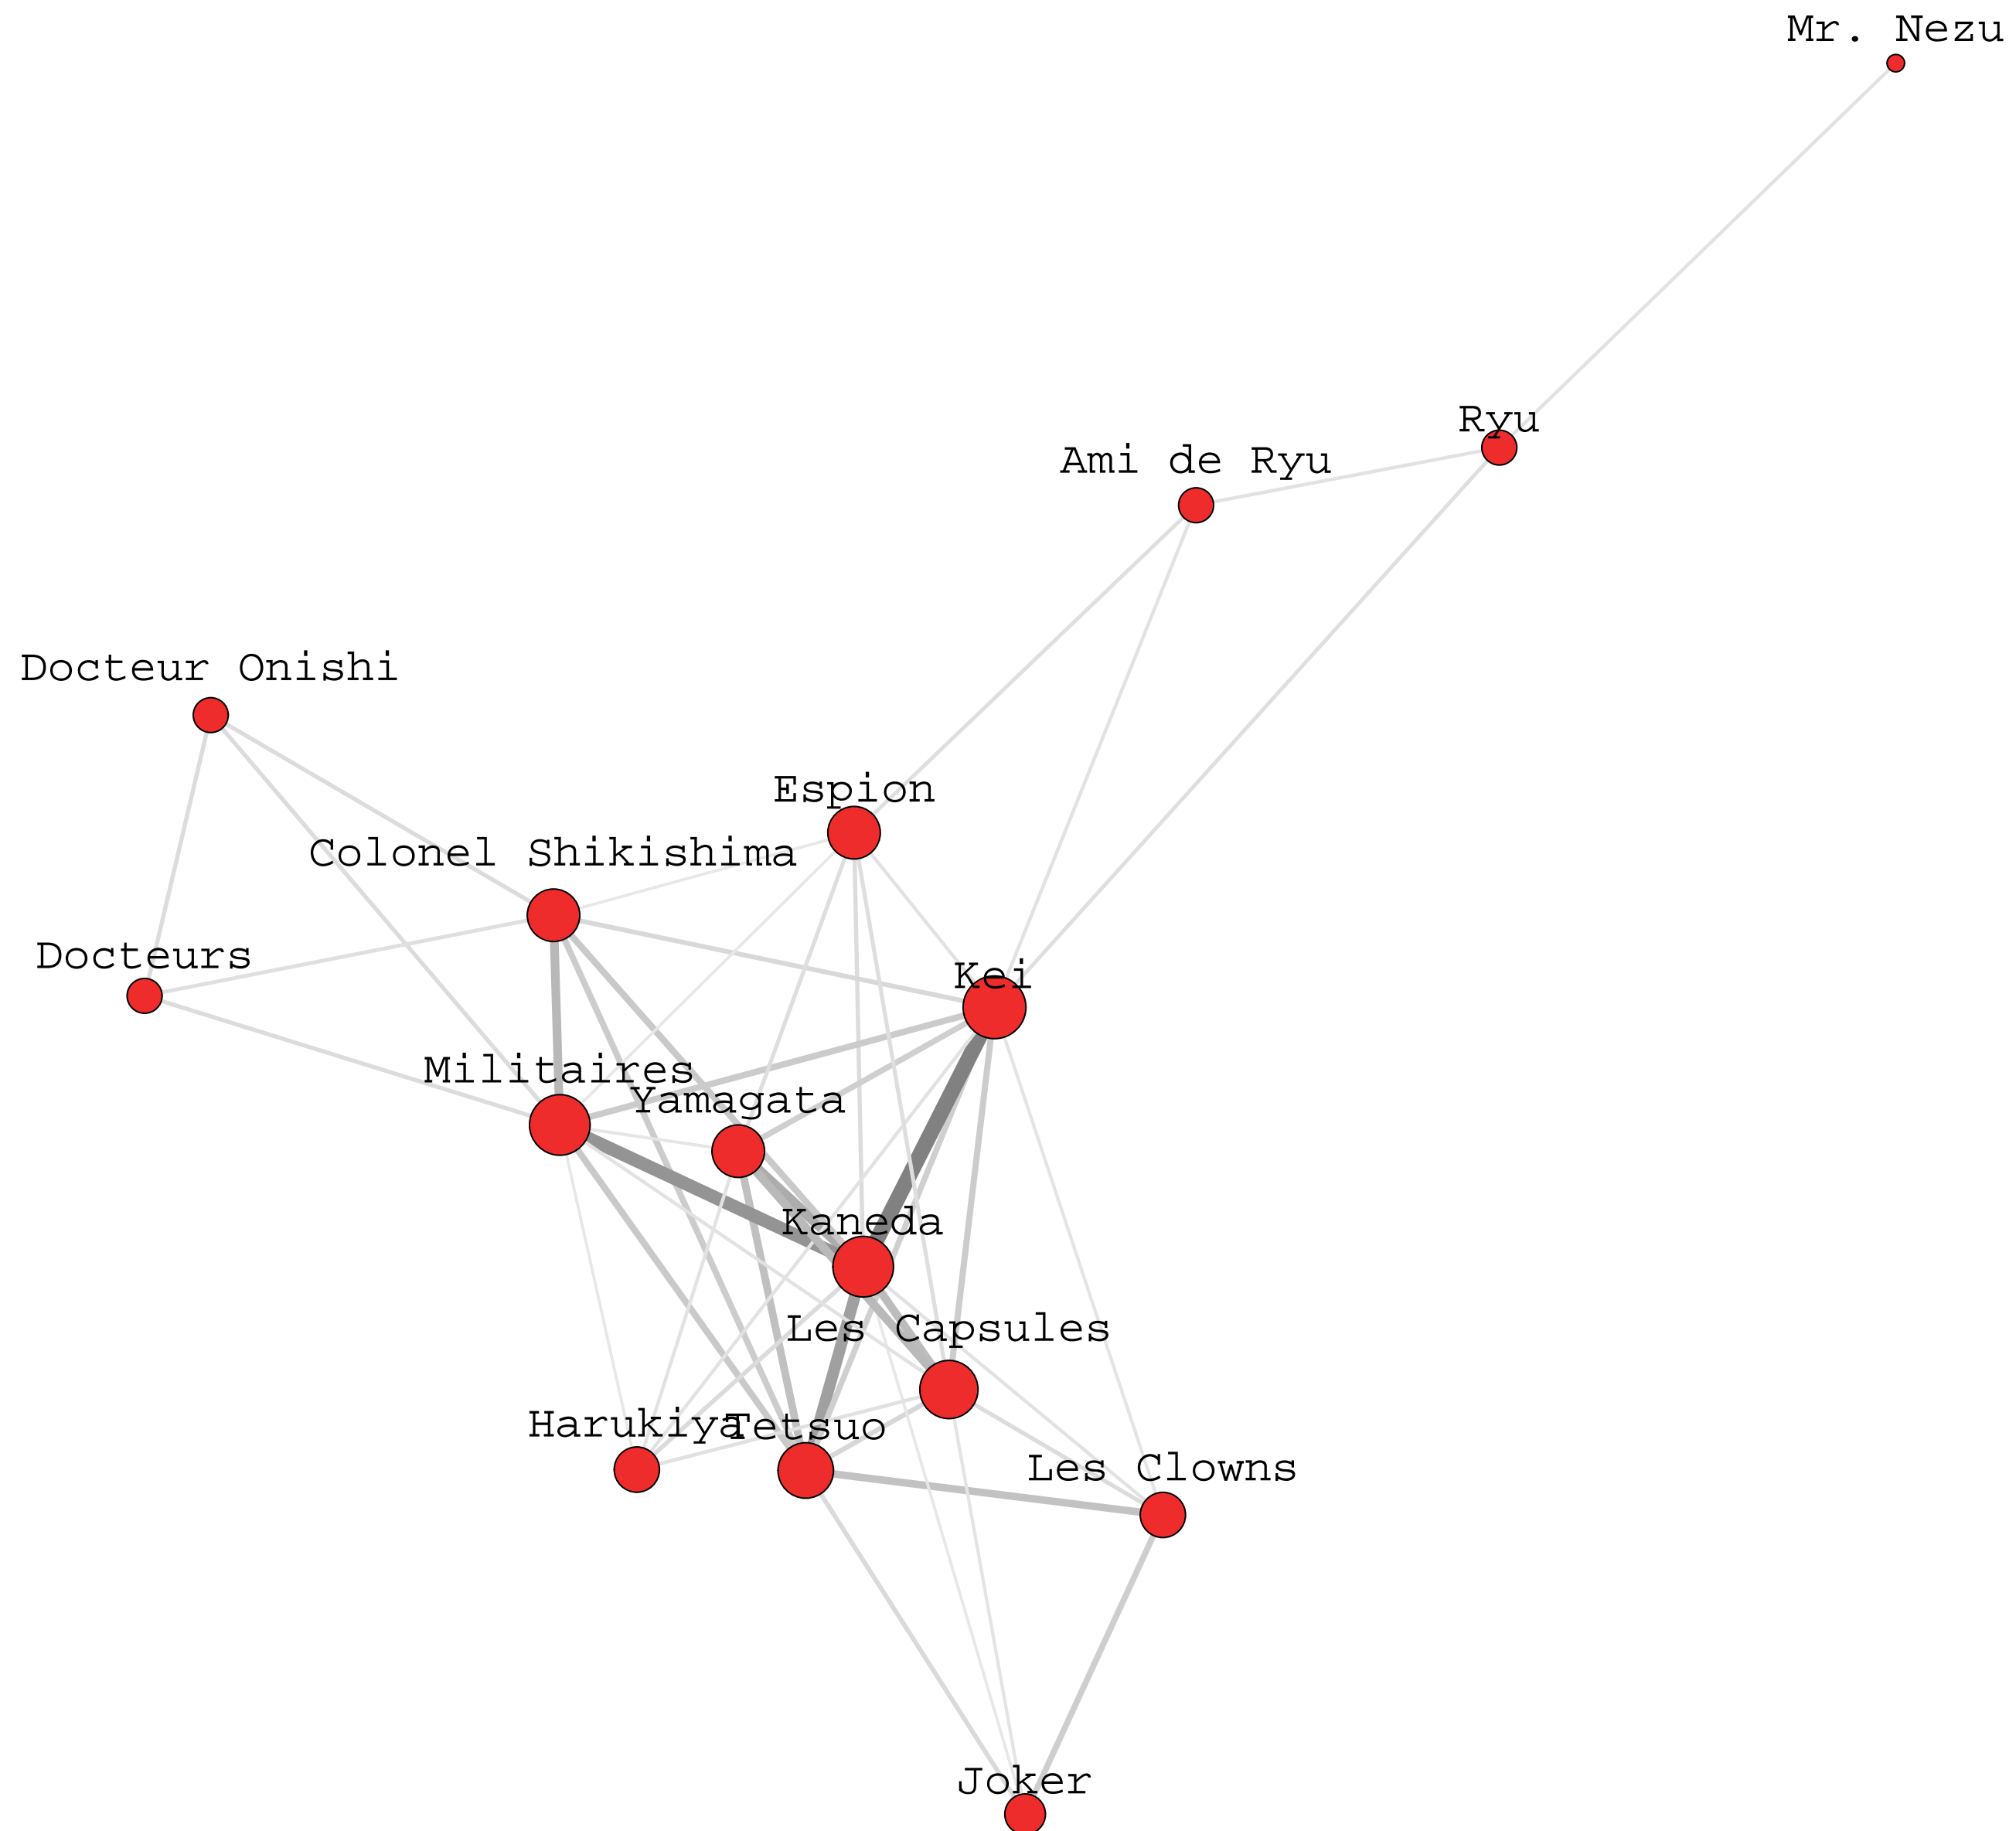 Mr. Nezu
Ryu
Ami de Ryu
Docteur Onishi
Espion
Colonel Shikishima
Docteurs
Kei
Militaires
Yamagata
Kaneda
Les Capsules
Harukiya
Tetsuo
Les Clowns
Joker